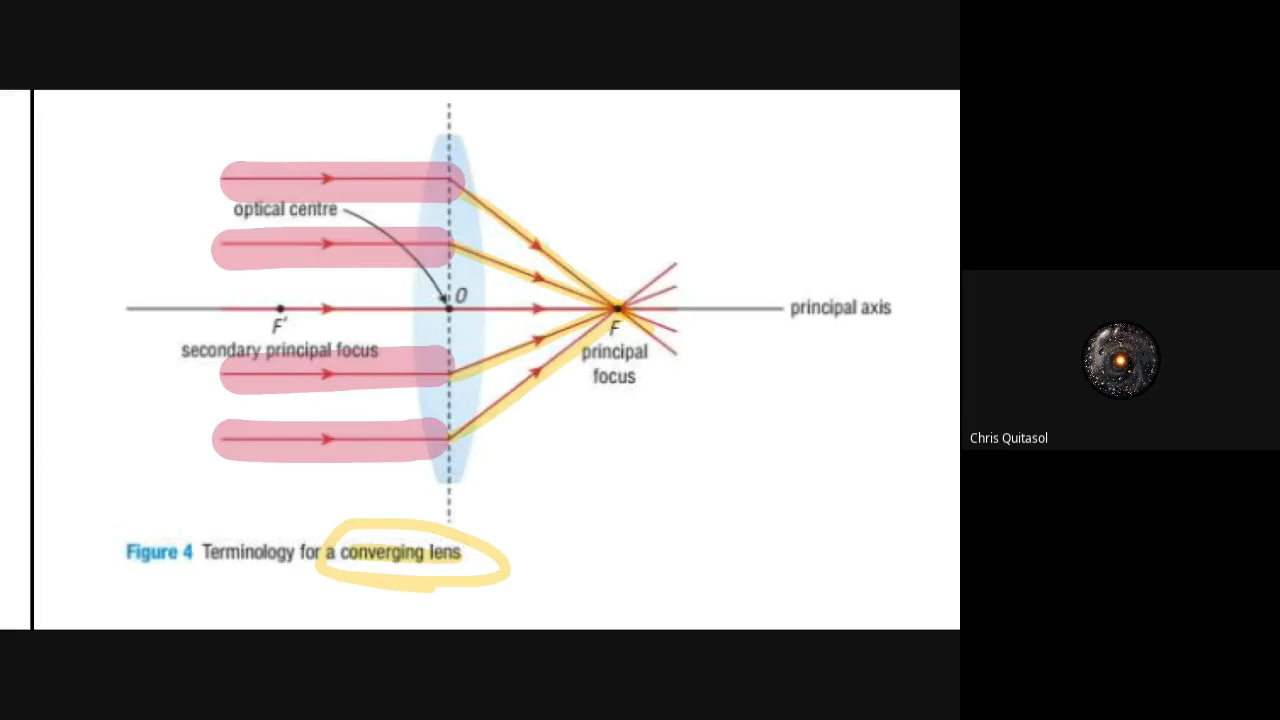 optical centre
O
principal axis
F'
F
secondary principal focus
principal
focus
Figure 4 Terminology for a converging lens
Chris Quitasol